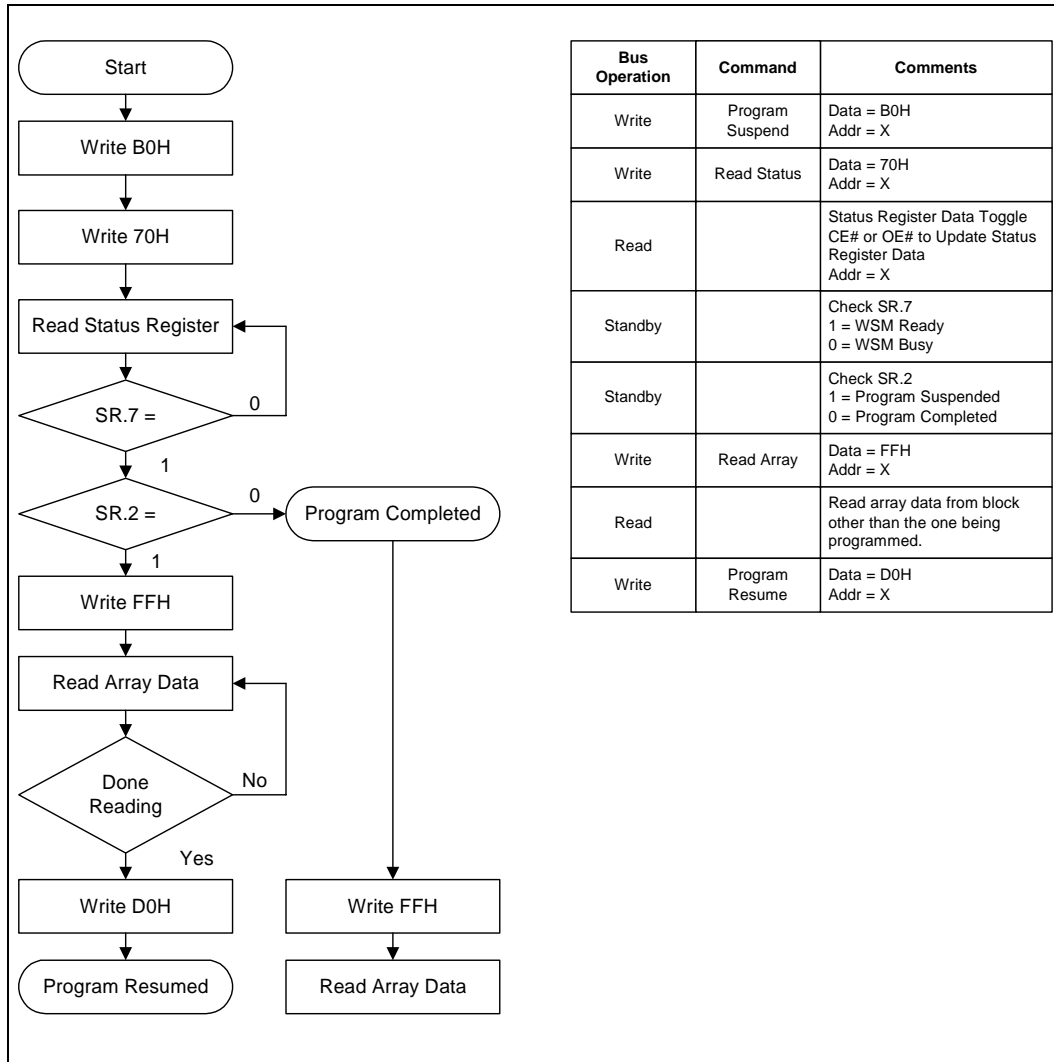 Start
Write B0H
Write 70H
Read Status Register
SR.7 =
0
1
SR.2 =
0
Program Completed
1
Write FFH
Read Array Data
Done
Reading
No
Yes
Write D0H
Write FFH
Program Resumed
Read Array Data
Bus
Operation
Command
Comments
Write
Program
Suspend
Data = B0H
Addr = X
Write
Read Status
Data = 70H
Addr = X
Read
Status Register Data Toggle
CE# or OE# to Update Status
Register Data
Addr = X
Standby
Check SR.7
1 = WSM Ready
0 = WSM Busy
Standby
Check SR.2
1 = Program Suspended
0 = Program Completed
Write
Read Array
Data = FFH
Addr = X
Read
Read array data from block
other than the one being
programmed.
Write
Program
Resume
Data = D0H
Addr = X